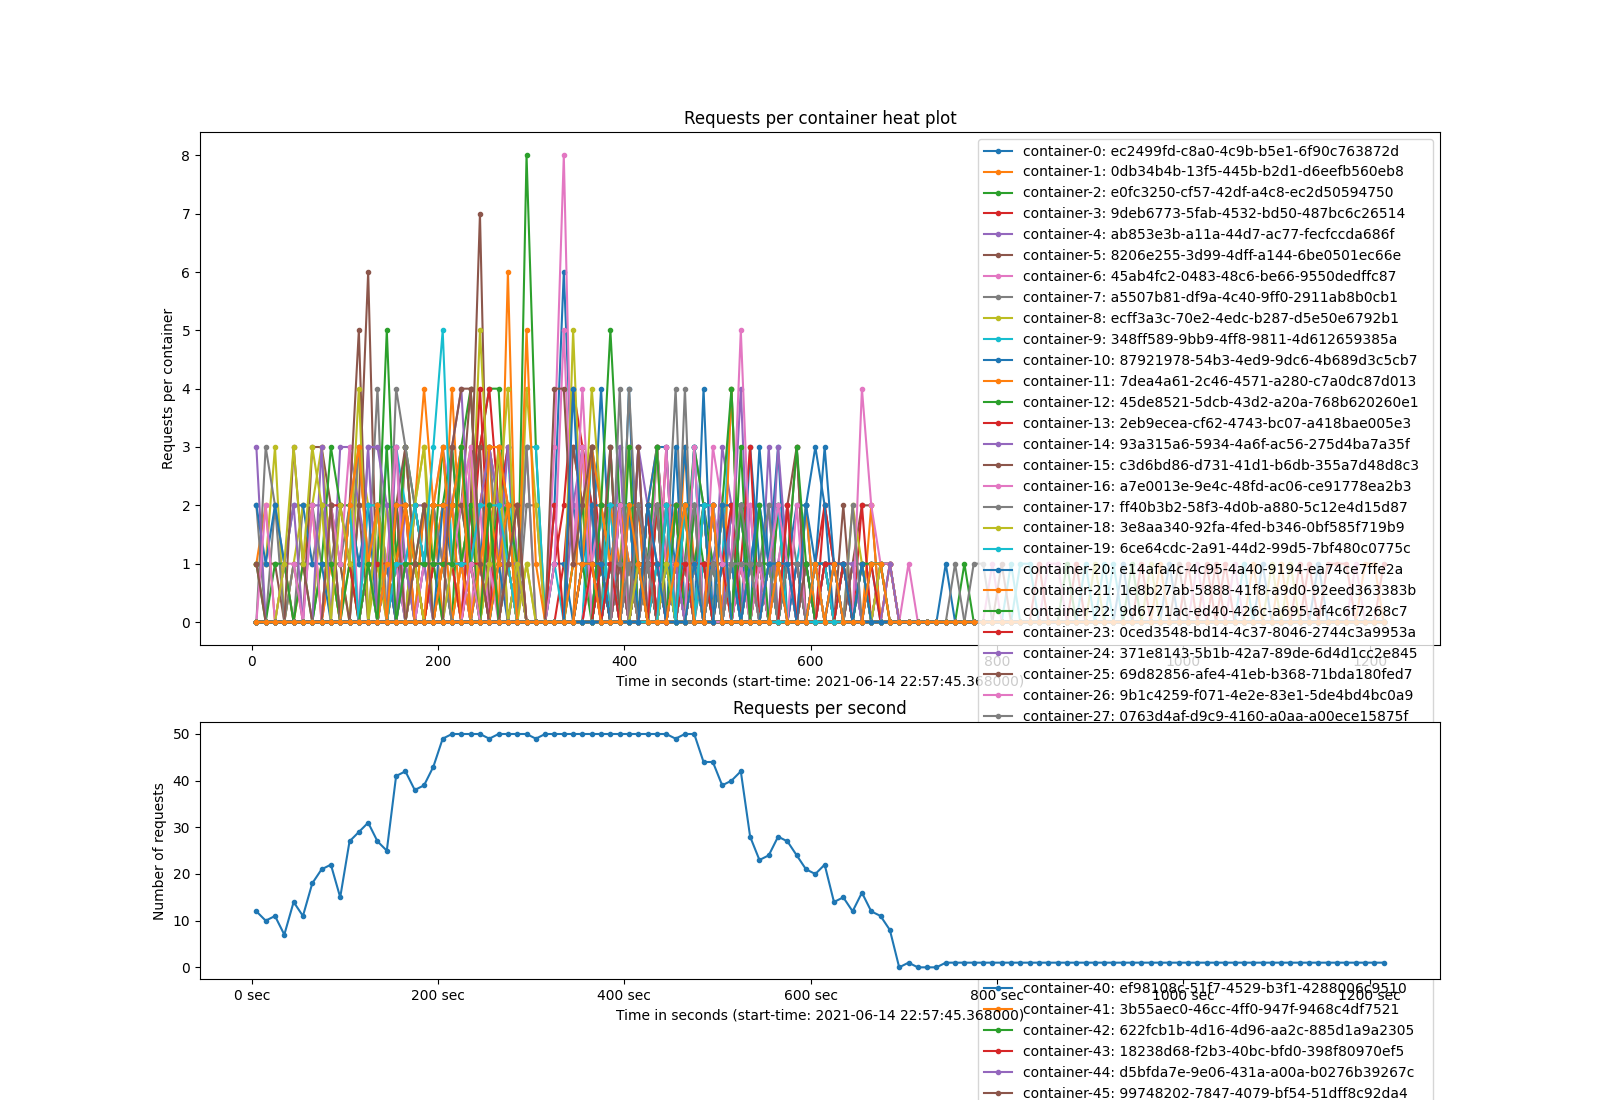 Requests per container heat plot
8
7
6
5
4
3
2
1
0
Requests per container
container-0: ec2499fd-c8a0-4c9b-b5e1-6f90c763872d
container-1: 0db34b4b-13f5-445b-b2d1-d6eefb560eb8
container-2: e0fc3250-cf57-42df-a4c8-ec2d50594750
container-3: 9deb6773-5fab-4532-bd50-487bc6c26514
container-4: ab853e3b-a11a-44d7-ac77-fecfccda686f
container-5: 8206e255-3d99-4dff-a144-6be0501ec66e
container-6: 45ab4fc2-0483-48c6-be66-9550dedffc87
container-7: a5507b81-df9a-4c40-9ff0-2911ab8b0cb1
container-8: ecff3a3c-70e2-4edc-b287-d5e50e6792b1
container-9: 348ff589-9bb9-4ff8-9811-4d612659385a
container-10: 87921978-54b3-4ed9-9dc6-4b689d3c5cb7
container-11: 7dea4a61-2c46-4571-a280-c7a0dc87d013
container-12: 45de8521-5dcb-43d2-a20a-768b620260e1
container-13: 2eb9ecea-cf62-4743-bc07-a418bae005e3
container-14: 93a315a6-5934-4a6f-ac56-275d4ba7a35f
container-15: c3d6bd86-d731-41d1-b6db-355a7d48d8c3
container-16: a7e0013e-9e4c-48fd-ac06-ce91778ea2b3
container-17: ff40b3b2-58f3-4d0b-a880-5c12e4d15d87
container-18: 3e8aa340-92fa-4fed-b346-0bf585f719b9
container-19: 6ce64cdc-2a91-44d2-99d5-7bf480c0775c
container-20: e14afa4c-4c95-4a40-9194-ea74ce7ffe2a
container-21: 1e8b27ab-5888-41f8-a9d0-92eed363383b
container-22: 9d6771ac-ed40-426c-a695-af4c6f7268c7
container-23: 0ced3548-bd14-4c37-8046-2744c3a9953a
container-24: 371e8143-5b1b-42a7-89de-6d4d1cc2e845
container-25: 69d82856-afe4-41eb-b368-71bda180fed7
container-26: 9b1c4259-f071-4e2e-83e1-5de4bd4bc0a9
container-27: 0763d4af-d9c9-4160-a0aa-a00ece15875f
0 200 400 600 800 1000 1200
Time in seconds (start-time: 2021-06-14 22:57:45.368000)
Requests per second
50
40
30
20
10
0
Number of requests
0 sec 200 sec 400 sec 600 sec 800 sec 1000 sec 1200 sec
Time in seconds (start-time: 2021-06-14 22:57:45.368000)
container-40: ef98108c-51f7-4529-b3f1-4288006c9510
container-41: 3b55aec0-46cc-4ff0-947f-9468c4df7521
container-42: 622fcb1b-4d16-4d96-aa2c-885d1a9a2305
container-43: 18238d68-f2b3-40bc-bfd0-398f80970ef5
container-44: d5bfda7e-9e06-431a-a00a-b0276b39267c
container-45: 99748202-7847-4079-bf54-51dff8c92da4